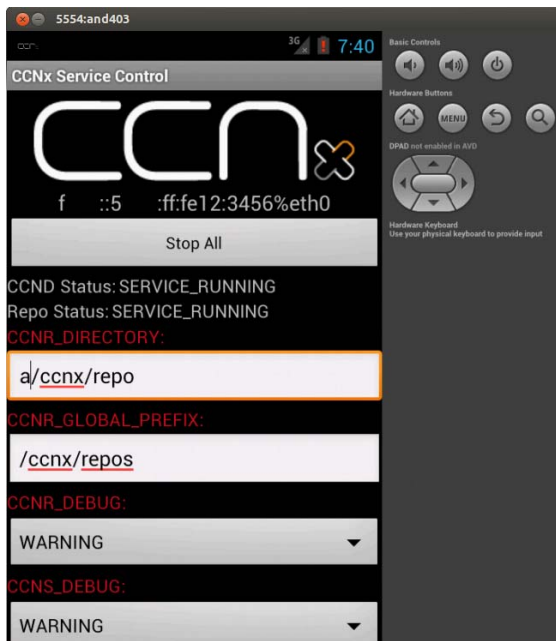 5554:and403
ccn
3G 7:40
CCNx Service Control
ccnx
f ::5 :ff:fe12:3456%eth0
Stop All
CCND Status: SERVICE_RUNNING
Repo Status: SERVICE_RUNNING
CCNR_DIRECTORY:
a/ccnx/repo
CCNR_GLOBAL_PREFIX:
/ccnx/repos
CCNR_DEBUG:
WARNING
CCNS_DEBUG:
WARNING
Basic Controls
Hardware Buttons
MENU
DPAD not enabled in AVD
Hardware Keyboard
Use your physical keyboard to provide input